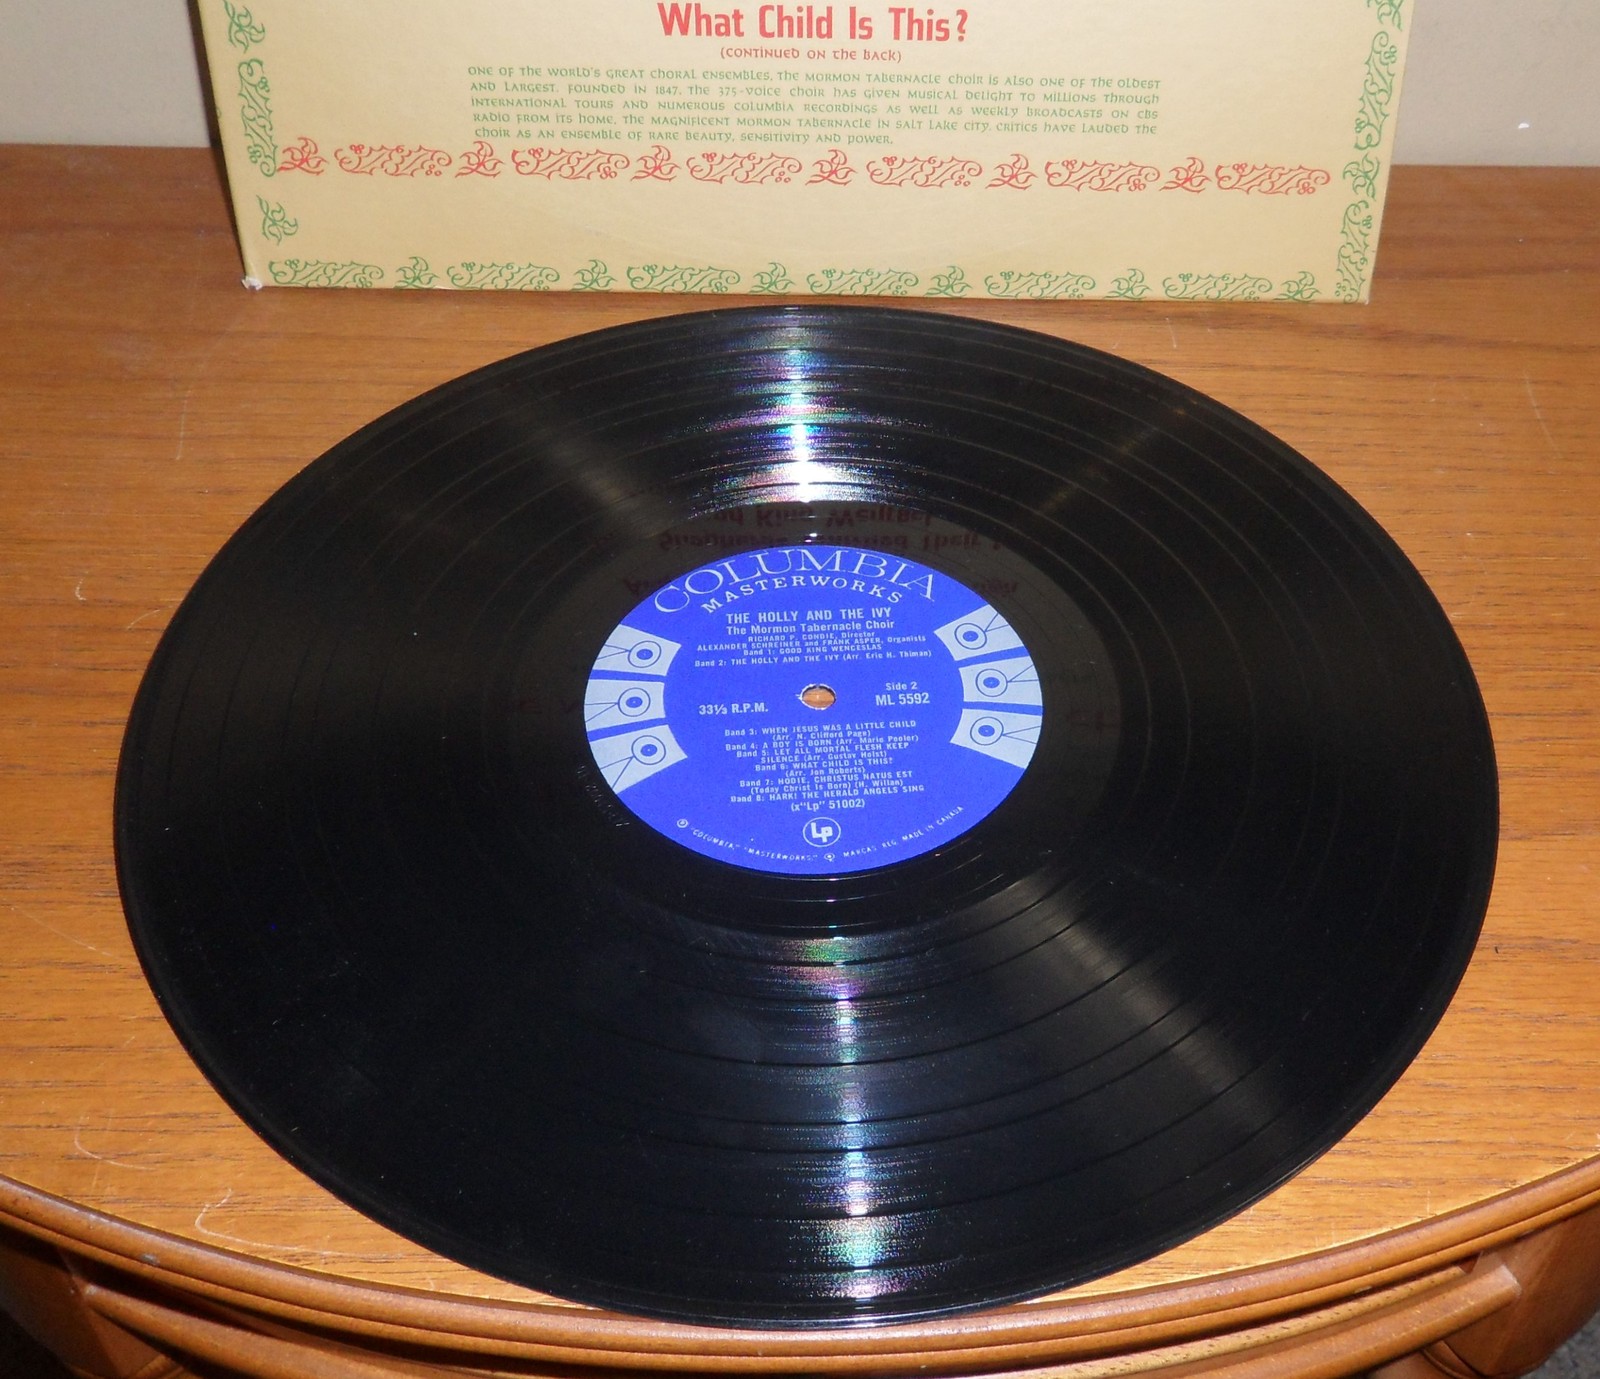 What Child Is This?
(CONTINUED ON THE BACK)
ONE OF THE WORLD'S GREAT CHORAL ENSEMBLES, THE MORMON TABERNACLE CHOIR IS ALSO ONE OF THE OLDEST
AND LARGEST. FOUNDED IN 1847, THE 375-VOICE CHOIR HAS GIVEN MUSICAL DELIGHT TO MILLIONS THROUGH
INTERNATIONAL TOURS AND NUMEROUS COLUMBIA RECORDINGS AS WELL AS WEEKLY BROADCASTS ON CBS
RADIO FROM ITS HOME, THE MAGNIFICENT MORMON TABERNACLE IN SALT LAKE CITY. CRITICS HAVE LAUDED THE
CHOIR AS AN ENSEMBLE OF RARE BEAUTY, SENSITIVITY AND POWER.
COLUMBIA
MASTERWORKS
THE HOLLY AND THE IVY
The Mormon Tabernacle Choir
RICHARD P. CONDIE, Director
ALEXANDER SCHREINER and FRANK ASPER, Organists
Band 1: GOOD KING WENCESLAS
Band 2: THE HOLLY AND THE IVY (Arr. Eric H. Thiman)
Side 2
33⅓ R.P.M. ML 5592
Band 3: WHEN JESUS WAS A LITTLE CHILD
(Arr. N. Clifford Page)
Band 4: A BOY IS BORN (Arr. Marie Pooler)
Band 5: LET ALL MORTAL FLESH KEEP
SILENCE (Arr. Gustav Holst)
Band 6: WHAT CHILD IS THIS?
(Arr. Jon Roberts)
Band 7: HODIE, CHRISTUS NATUS EST
(Today Christ Is Born) (H. Willan)
Band 8: HARK! THE HERALD ANGELS SING
(x"Lp" 51002)
Lp
"COLUMBIA," "MASTERWORKS," MARCAS REG. MADE IN CANADA